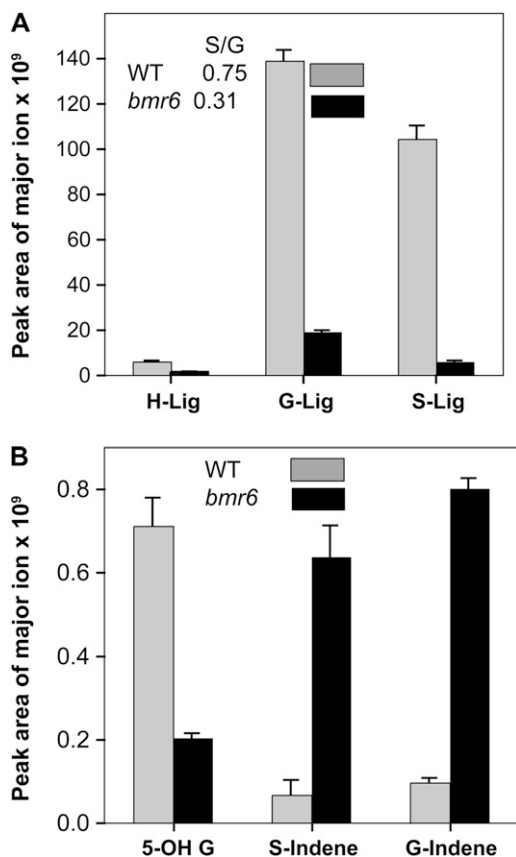 A
S/G
WT 0.75
bmr6 0.31
Peak area of major ion x 10⁹
140
120
100
80
60
40
20
0
H-Lig G-Lig S-Lig
B
WT
bmr6
Peak area of major ion x 10⁹
0.8
0.6
0.4
0.2
0.0
5-OH G S-Indene G-Indene